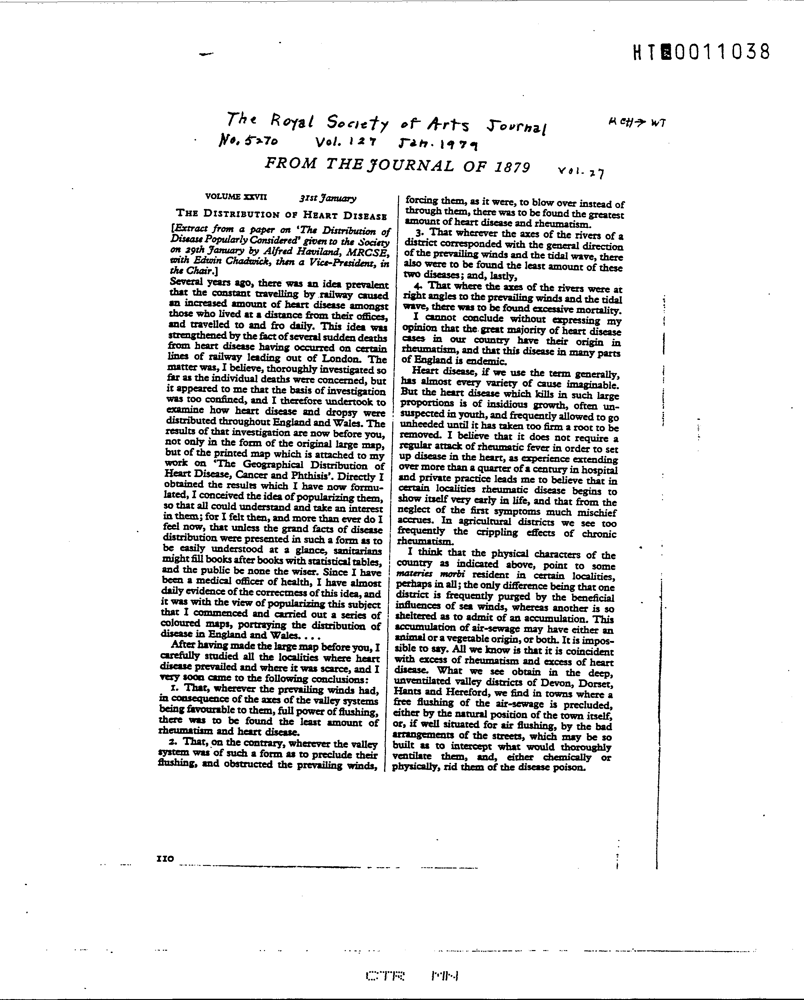 HT 0011038
The Royal Society of Arts Journal
MCH→ WT
No. 5270 Vol. 127 Jan. 1979
FROM THE JOURNAL OF 1879
Vol. 27
VOLUME XXVII 31st January
THE DISTRIBUTION OF HEART DISEASE
[Extract from a paper on 'The Distribution of
Disease Popularly Considered' given to the Society
on 29th January by Alfred Haviland, MRCSE,
with Edwin Chadwick, then a Vice-President, in
the Chair.]
Several years ago, there was an idea prevalent
that the constant travelling by railway caused
an increased amount of heart disease amongst
those who lived at a distance from their offices,
and travelled to and fro daily. This idea was
strengthened by the fact of several sudden deaths
from heart disease having occurred on certain
lines of railway leading out of London. The
matter was, I believe, thoroughly investigated so
far as the individual deaths were concerned, but
it appeared to me that the basis of investigation
was too confined, and I therefore undertook to
examine how heart disease and dropsy were
distributed throughout England and Wales. The
results of that investigation are now before you,
not only in the form of the original large map,
but of the printed map which is attached to my
work on 'The Geographical Distribution of
Heart Disease, Cancer and Phthisis'. Directly I
obtained the results which I have now formu-
lated, I conceived the idea of popularizing them,
so that all could understand and take an interest
in them; for I felt then, and more than ever do I
feel now, that unless the grand facts of disease
distribution were presented in such a form as to
be easily understood at a glance, sanitarians
might fill books after books with statistical tables,
and the public be none the wiser. Since I have
been a medical officer of health, I have almost
daily evidence of the correctness of this idea, and
it was with the view of popularizing this subject
that I commenced and carried out a series of
coloured maps, portraying the distribution of
disease in England and Wales. . . .
After having made the large map before you, I
carefully studied all the localities where heart
disease prevailed and where it was scarce, and I
very soon came to the following conclusions:
1. That, wherever the prevailing winds had,
in consequence of the axes of the valley systems
being favourable to them, full power of flushing,
there was to be found the least amount of
rheumatism and heart disease.
2. That, on the contrary, wherever the valley
system was of such a form as to preclude their
flushing, and obstructed the prevailing winds,
forcing them, as it were, to blow over instead of
through them, there was to be found the greatest
amount of heart disease and rheumatism.
3. That wherever the axes of the rivers of a
district corresponded with the general direction
of the prevailing winds and the tidal wave, there
also were to be found the least amount of these
two diseases; and, lastly,
4. That where the axes of the rivers were at
right angles to the prevailing winds and the tidal
wave, there was to be found excessive mortality.
I cannot conclude without expressing my
opinion that the great majority of heart disease
cases in our country have their origin in
rheumatism, and that this disease in many parts
of England is endemic.
Heart disease, if we use the term generally,
has almost every variety of cause imaginable.
But the heart disease which kills in such large
proportions is of insidious growth, often un-
suspected in youth, and frequently allowed to go
unheeded until it has taken too firm a root to be
removed. I believe that it does not require a
regular attack of rheumatic fever in order to set
up disease in the heart, as experience extending
over more than a quarter of a century in hospital
and private practice leads me to believe that in
certain localities rheumatic disease begins to
show itself very early in life, and that from the
neglect of the first symptoms much mischief
accrues. In agricultural districts we see too
frequently the crippling effects of chronic
rheumatism.
I think that the physical characters of the
country as indicated above, point to some
materies morbi resident in certain localities,
perhaps in all; the only difference being that one
district is frequently purged by the beneficial
influences of sea winds, whereas another is so
sheltered as to admit of an accumulation. This
accumulation of air-sewage may have either an
animal or a vegetable origin, or both. It is impos-
sible to say. All we know is that it is coincident
with excess of rheumatism and excess of heart
disease. What we see obtain in the deep,
unventilated valley districts of Devon, Dorset,
Hants and Hereford, we find in towns where a
free flushing of the air-sewage is precluded,
either by the natural position of the town itself,
or, if well situated for air flushing, by the bad
arrangements of the streets, which may be so
built as to intercept what would thoroughly
ventilate them, and, either chemically or
physically, rid them of the disease poison.
110
CTR MN